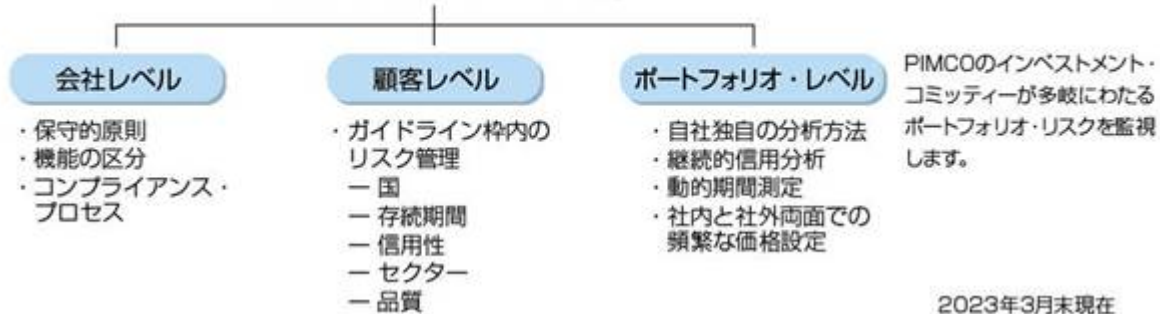 会社レベル
・保守的原則
・機能の区分
・コンプライアンス・
プロセス
顧客レベル
・ガイドライン枠内の
リスク管理
ー 国
ー 存続期間
ー 信用性
ー セクター
ー 品質
ポートフォリオ・レベル
・自社独自の分析方法
・継続的信用分析
・動的期間測定
・社内と社外両面での
頻繁な価格設定
PIMCOのインベストメント・
コミッティーが多岐にわたる
ポートフォリオ・リスクを監視
します。
2023年3月末現在